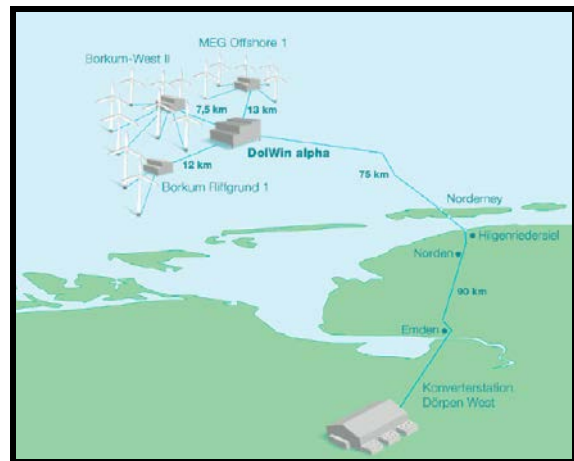 MEG Offshore 1
Borkum-West II
7,5 km
13 km
DolWin alpha
12 km
75 km
Borkum Riffgrund 1
Norderney
Hilgenriedersiel
Norden
90 km
Emden
Konverterstation
Dörpen West